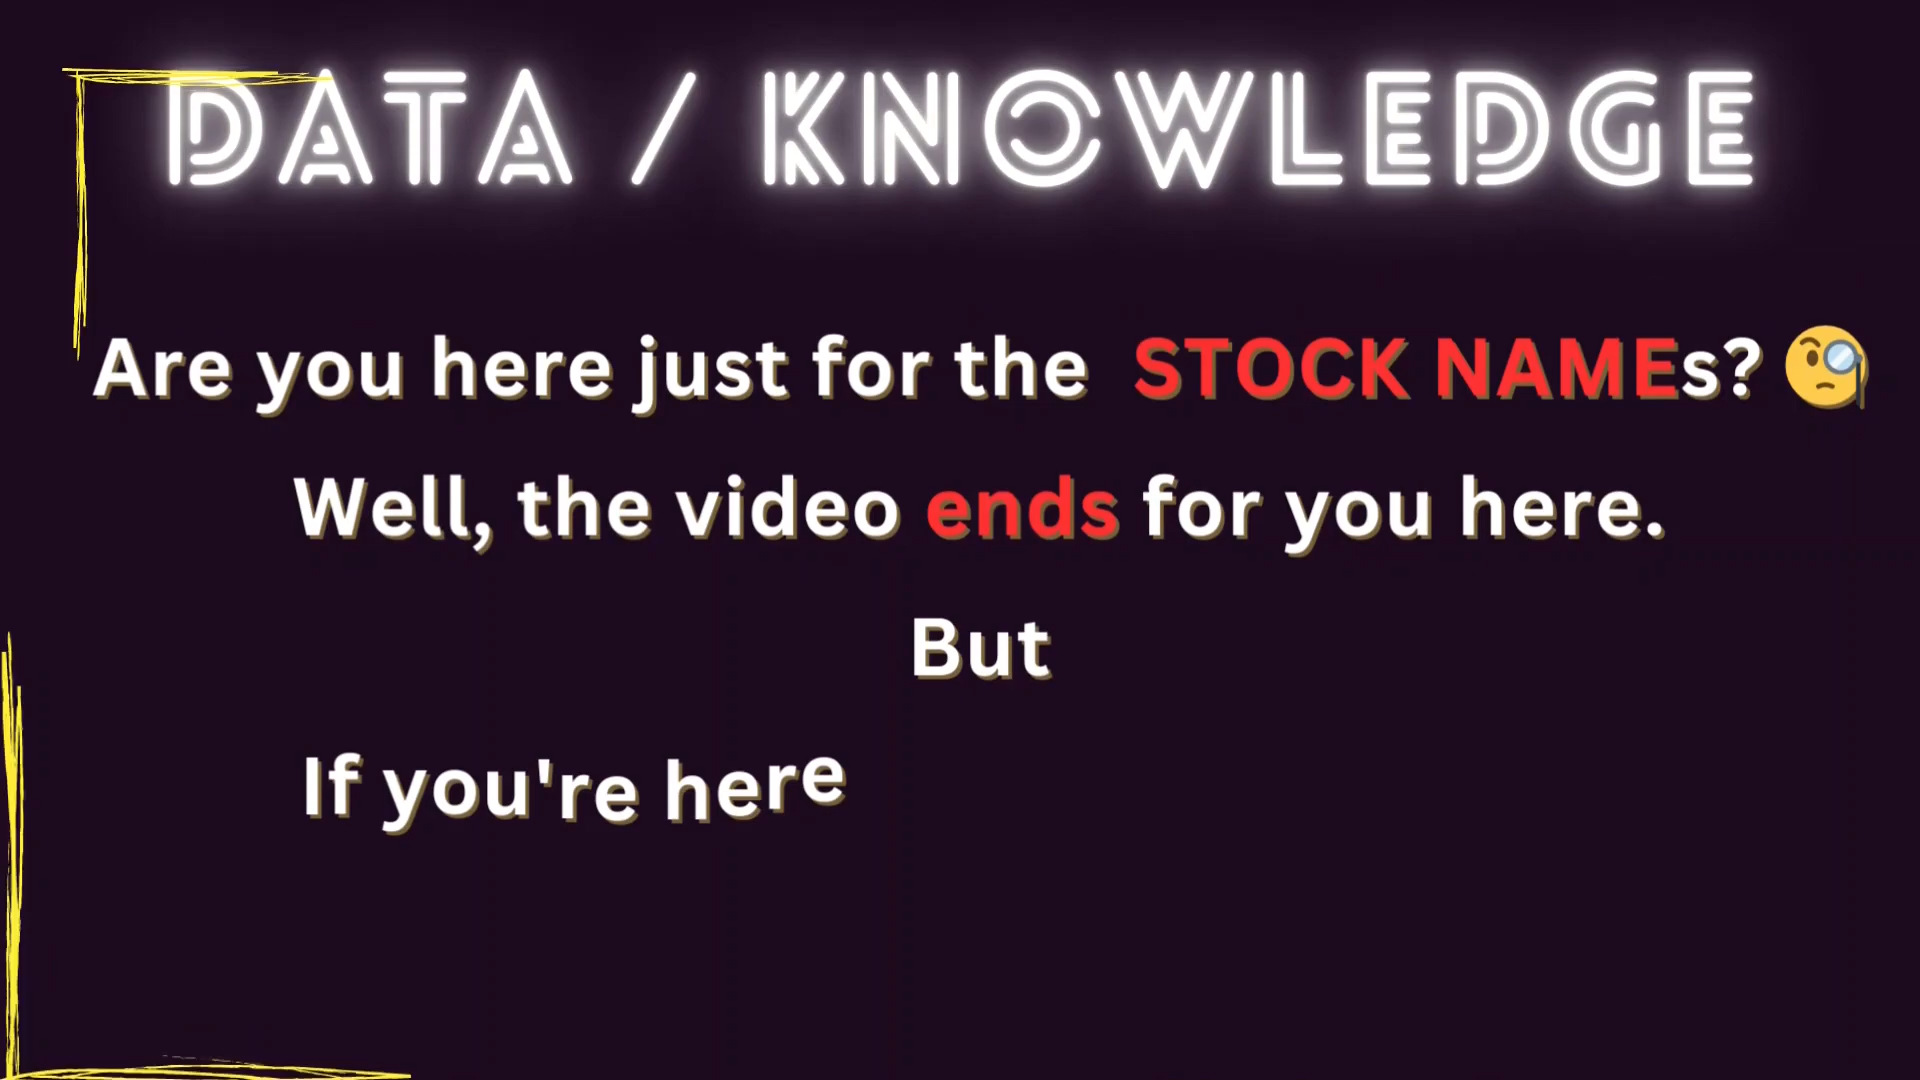 DATA / KNOWLEDGE
Are you here just for the STOCK NAMEs? 🧐
Well, the video ends for you here.
But
If you're here